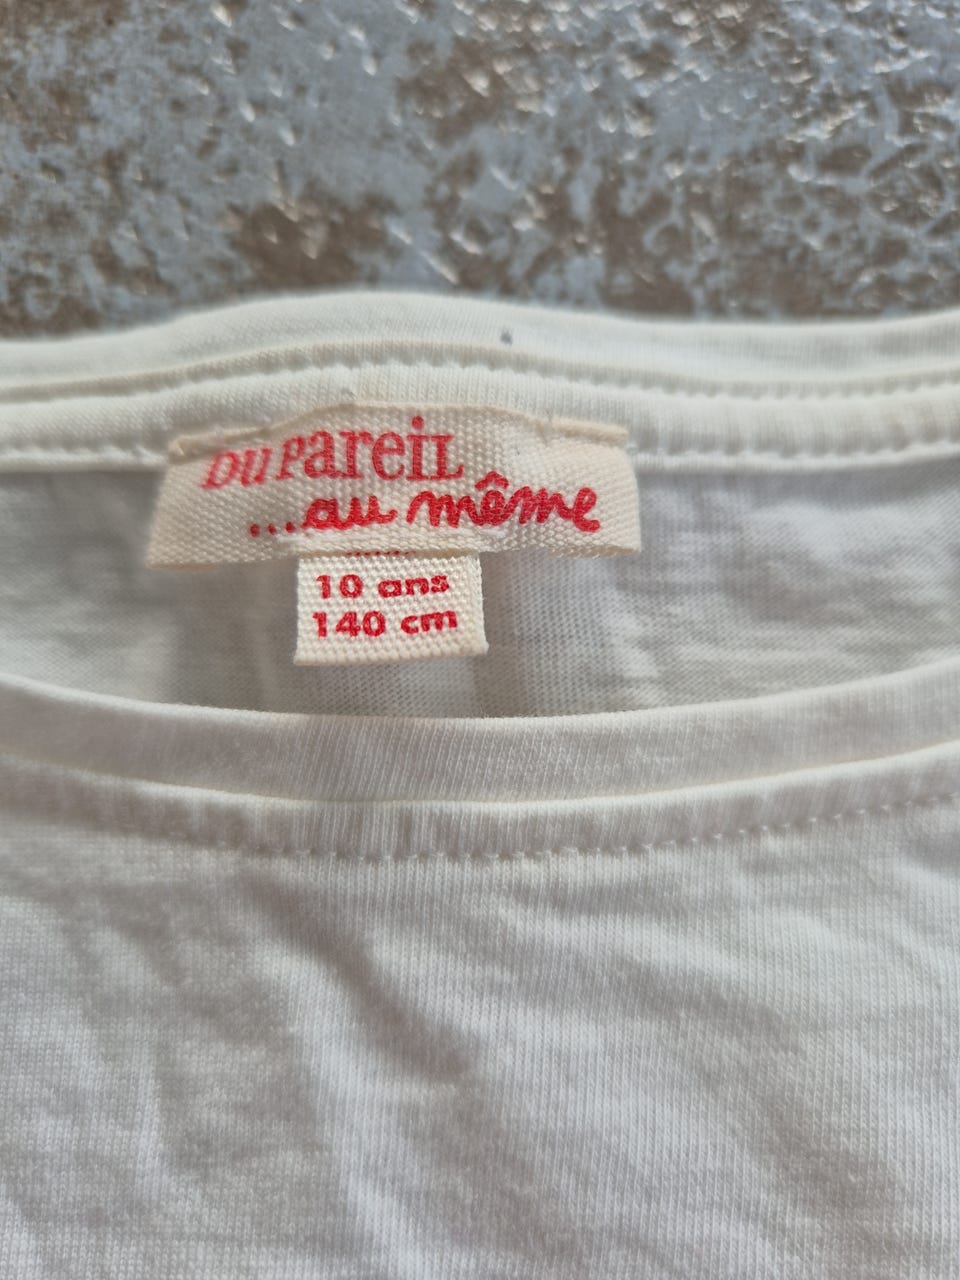 DU PareiL
...au même
10 ans
140 cm